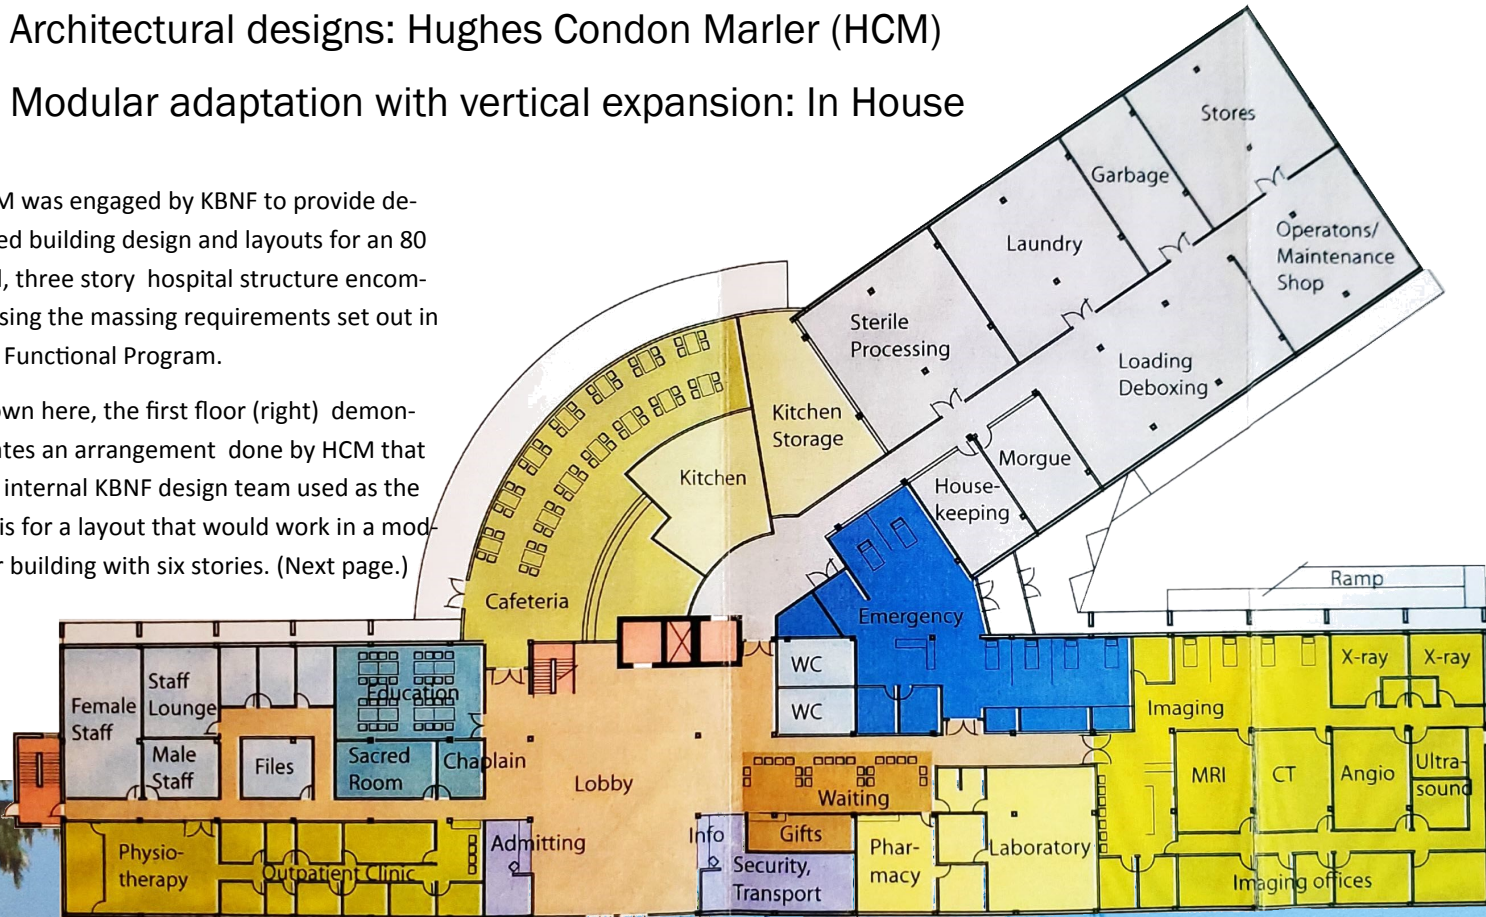 Architectural designs: Hughes Condon Marler (HCM)
Modular adaptation with vertical expansion: In House
M was engaged by KBNF to provide de-
ed building design and layouts for an 80
, three story hospital structure encom-
sing the massing requirements set out in
Functional Program.
own here, the first floor (right) demon-
ates an arrangement done by HCM that
internal KBNF design team used as the
is for a layout that would work in a mod-
r building with six stories. (Next page.)
Stores
Garbage
Operatons/
Maintenance
Shop
Laundry
Sterile
Processing
Loading
Deboxing
Kitchen
Storage
Kitchen
Morgue
House-
keeping
Cafeteria
Emergency
Ramp
WC
WC
X-ray
X-ray
Imaging
Female
Staff
Staff
Lounge
Male
Staff
Files
Education
Sacred
Room
Chaplain
Lobby
Waiting
MRI
CT
Angio
Ultra-
sound
Physio-
therapy
Outpatient Clinic
Admitting
Info
Gifts
Security,
Transport
Phar-
macy
Laboratory
Imaging offices